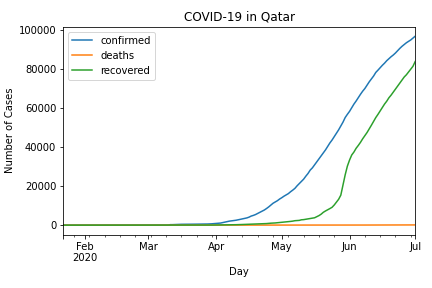 COVID-19 in Qatar
confirmed
deaths
recovered
100000
80000
60000
40000
20000
0
Number of Cases
Feb
2020
Mar
Apr
May
Jun
Jul
Day